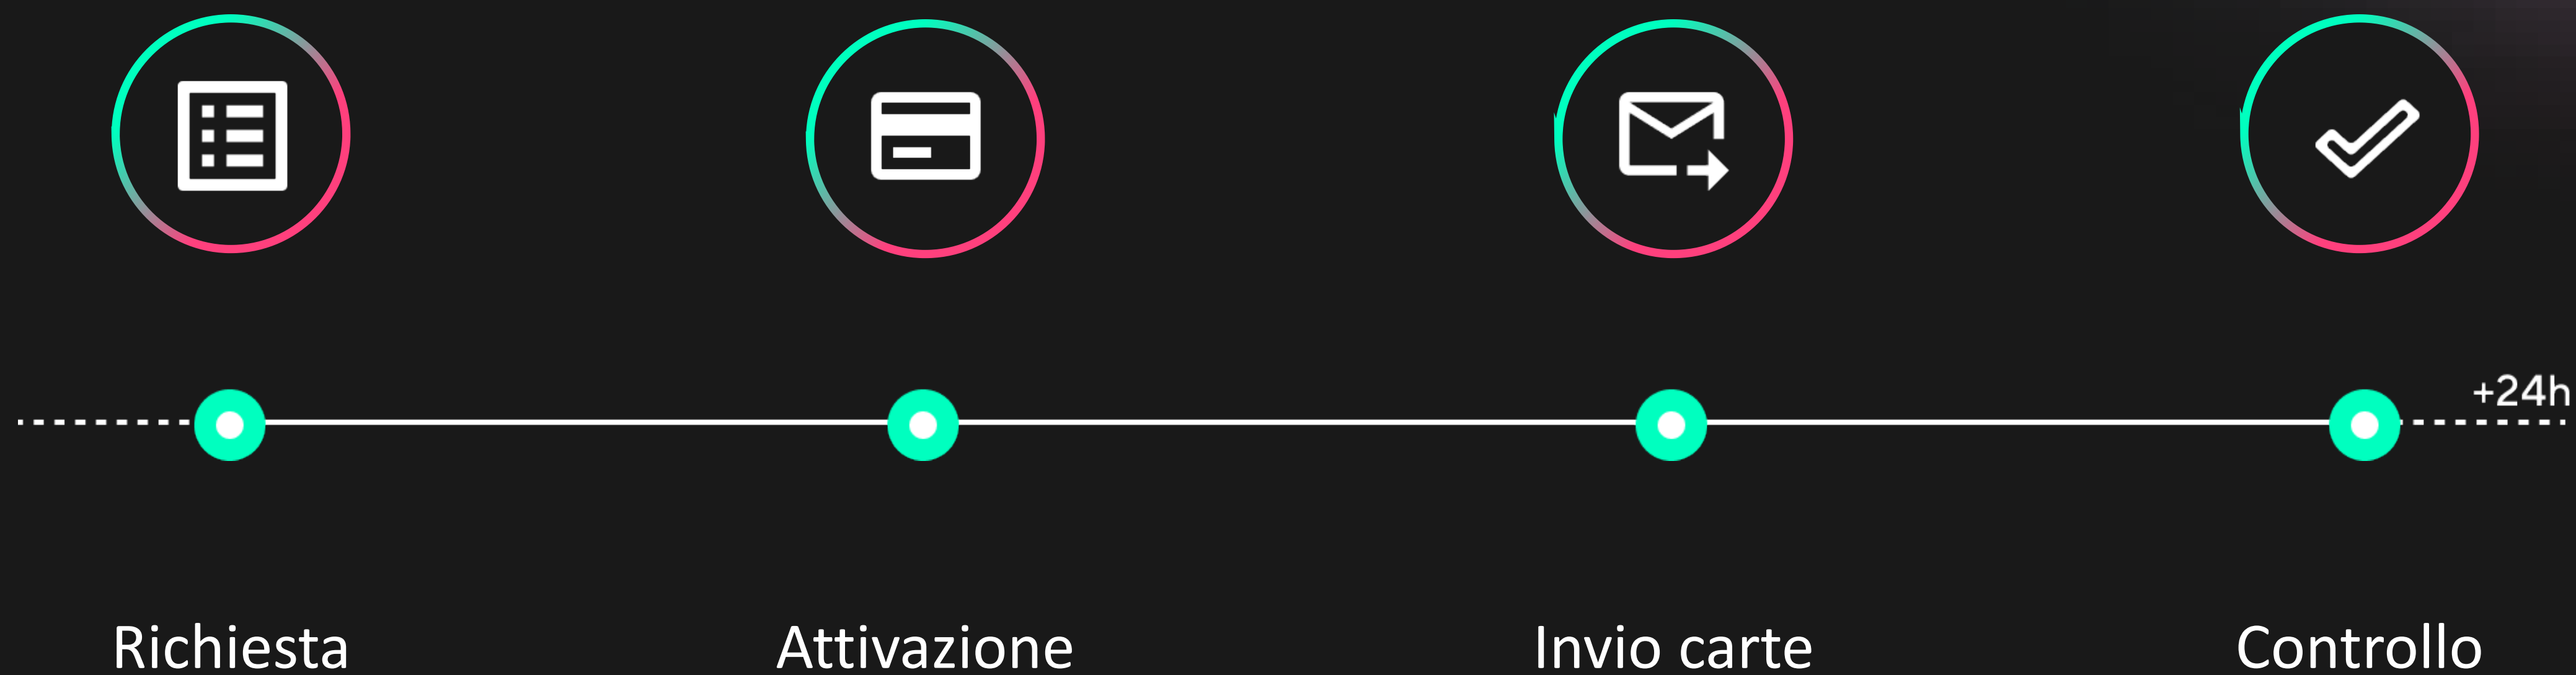 +24h
Richiesta
Attivazione
Invio carte
Controllo